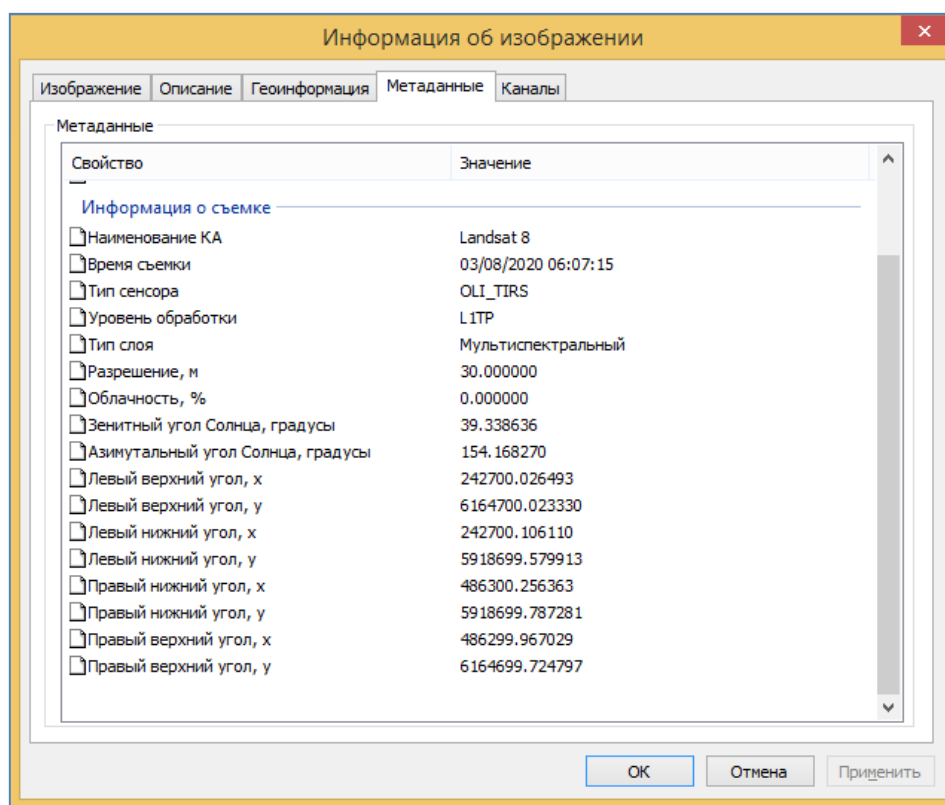 Информация об изображении
Изображение Описание Геоинформация Метаданные Каналы
Метаданные
Свойство Значение
Информация о съемке
Наименование КА Landsat 8
Время съемки 03/08/2020 06:07:15
Тип сенсора OLI_TIRS
Уровень обработки L1TP
Тип слоя Мультиспектральный
Разрешение, м 30.000000
Облачность, % 0.000000
Зенитный угол Солнца, градусы 39.338636
Азимутальный угол Солнца, градусы 154.168270
Левый верхний угол, x 242700.026493
Левый верхний угол, y 6164700.023330
Левый нижний угол, x 242700.106110
Левый нижний угол, y 5918699.579913
Правый нижний угол, x 486300.256363
Правый нижний угол, y 5918699.787281
Правый верхний угол, x 486299.967029
Правый верхний угол, y 6164699.724797
ОК Отмена Применить